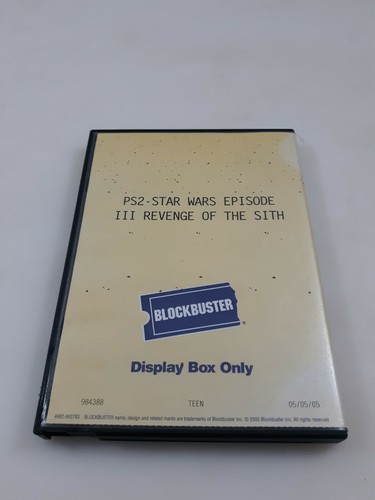 PS2-STAR WARS EPISODE
III REVENGE OF THE SITH
BLOCKBUSTER
Display Box Only
984388 TEEN 05/05/05
BLOCKBUSTER name, design and related marks are trademarks of Blockbuster Inc. © 2003 Blockbuster Inc. All rights reserved.